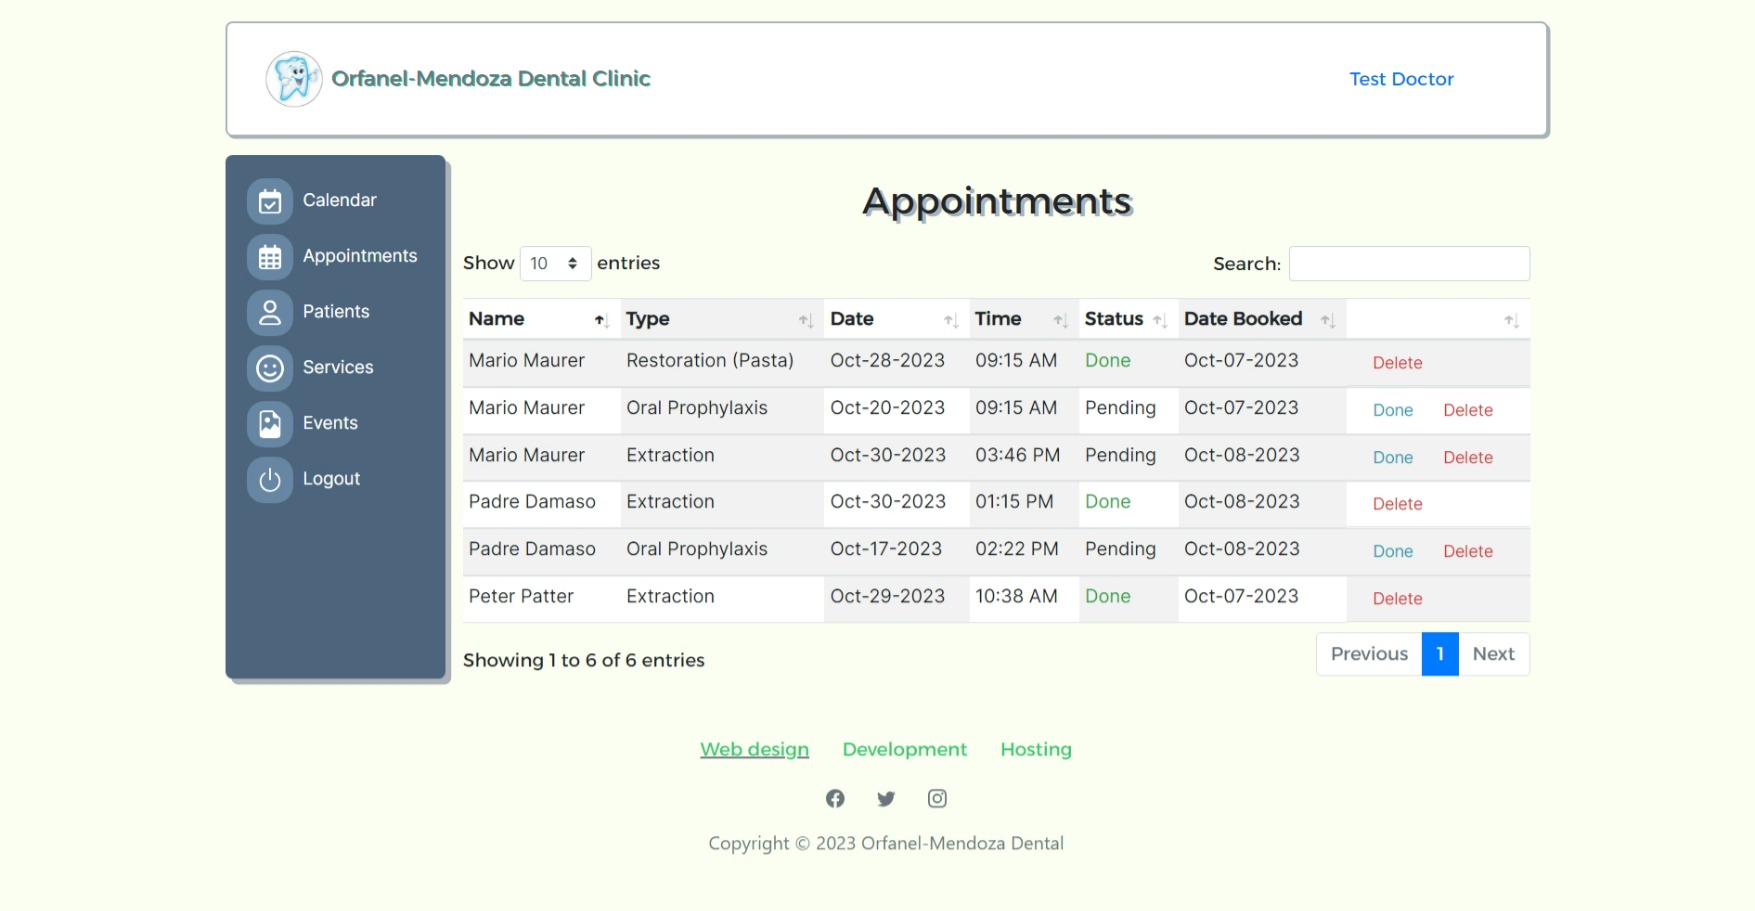 Orfanel-Mendoza Dental Clinic
Test Doctor
Calendar
Appointments
Patients
Services
Events
Logout
Appointments
Show 10 entries
Search:
Name Type Date Time Status Date Booked
Mario Maurer Restoration (Pasta) Oct-28-2023 09:15 AM Done Oct-07-2023 Delete
Mario Maurer Oral Prophylaxis Oct-20-2023 09:15 AM Pending Oct-07-2023 Done Delete
Mario Maurer Extraction Oct-30-2023 03:46 PM Pending Oct-08-2023 Done Delete
Padre Damaso Extraction Oct-30-2023 01:15 PM Done Oct-08-2023 Delete
Padre Damaso Oral Prophylaxis Oct-17-2023 02:22 PM Pending Oct-08-2023 Done Delete
Peter Patter Extraction Oct-29-2023 10:38 AM Done Oct-07-2023 Delete
Showing 1 to 6 of 6 entries
Previous 1 Next
Web design Development Hosting
Copyright © 2023 Orfanel-Mendoza Dental